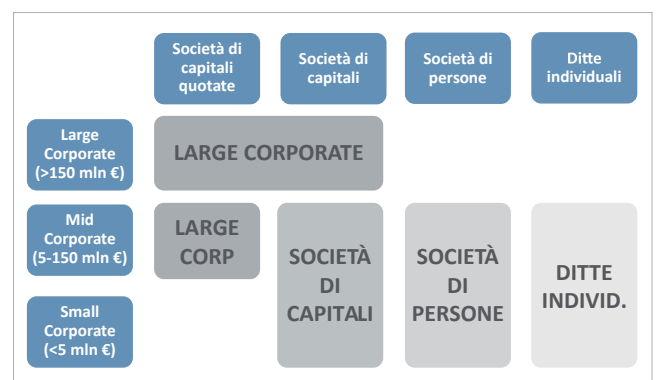 Società di
capitali
quotate
Società di
capitali
Società di
persone
Ditte
individuali
Large
Corporate
(>150 mln €)
LARGE CORPORATE
Mid
Corporate
(5-150 mln €)
LARGE
CORP
SOCIETÀ
DI
CAPITALI
SOCIETÀ
DI
PERSONE
DITTE
INDIVID.
Small
Corporate
(<5 mln €)